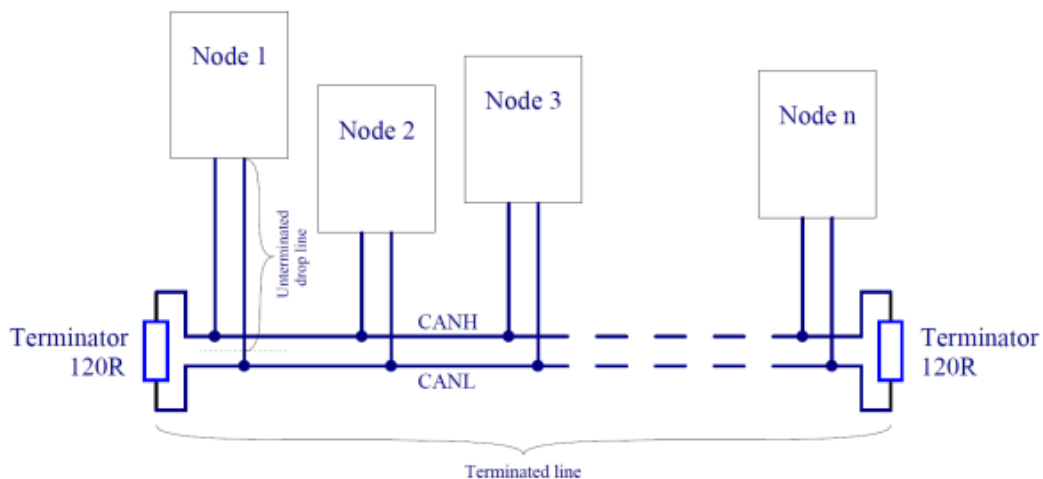 Node 1
Node 2
Node 3
Node n
Unterminated
drop line
Terminator
120R
CANH
CANL
Terminator
120R
Terminated line